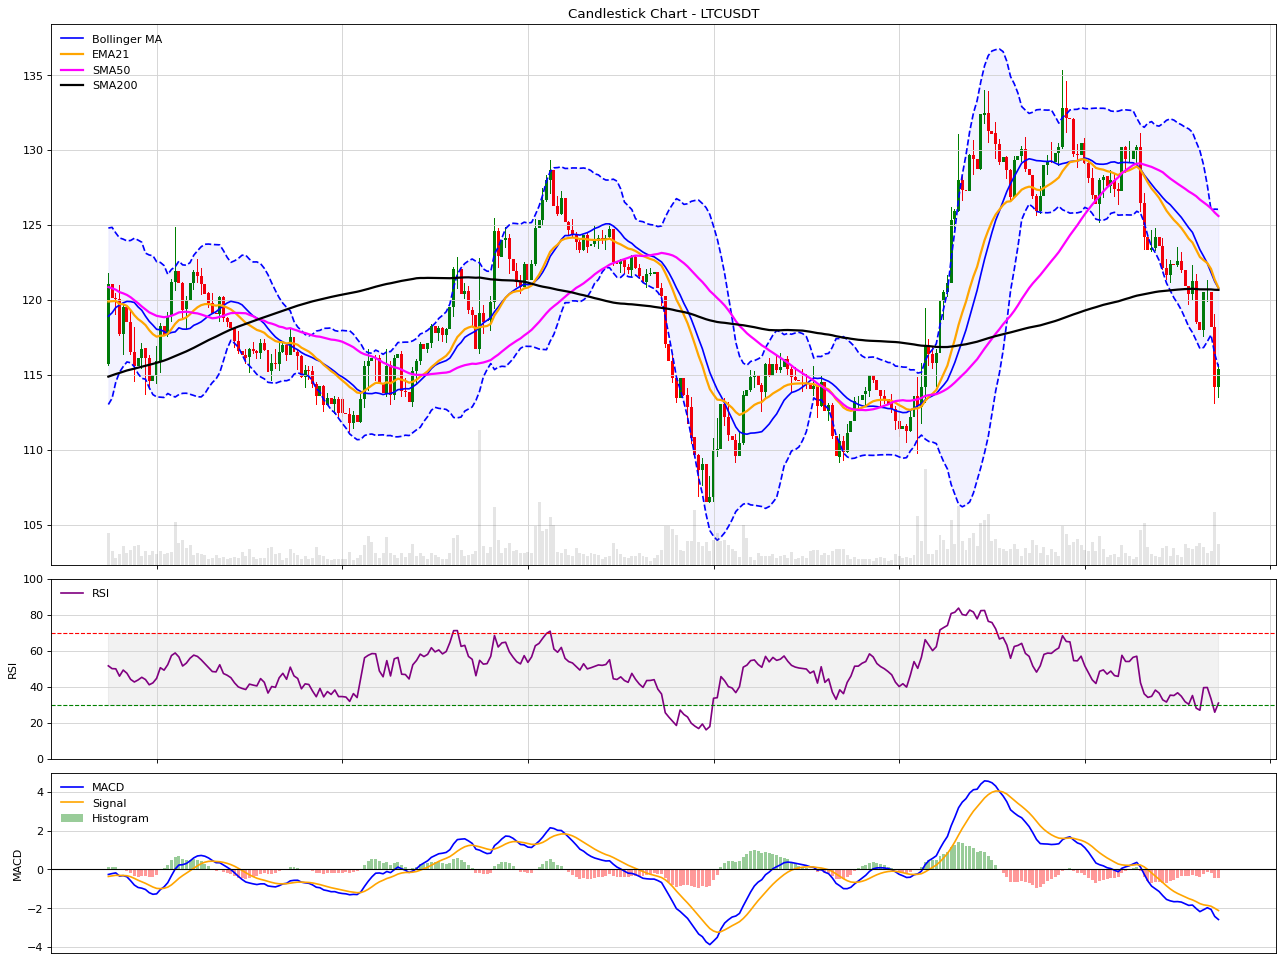 Candlestick Chart - LTCUSDT
Bollinger MA
EMA21
SMA50
SMA200
135
130
125
120
115
110
105
RSI
RSI
100
80
60
40
20
0
MACD
MACD
Signal
Histogram
4
2
0
−2
−4